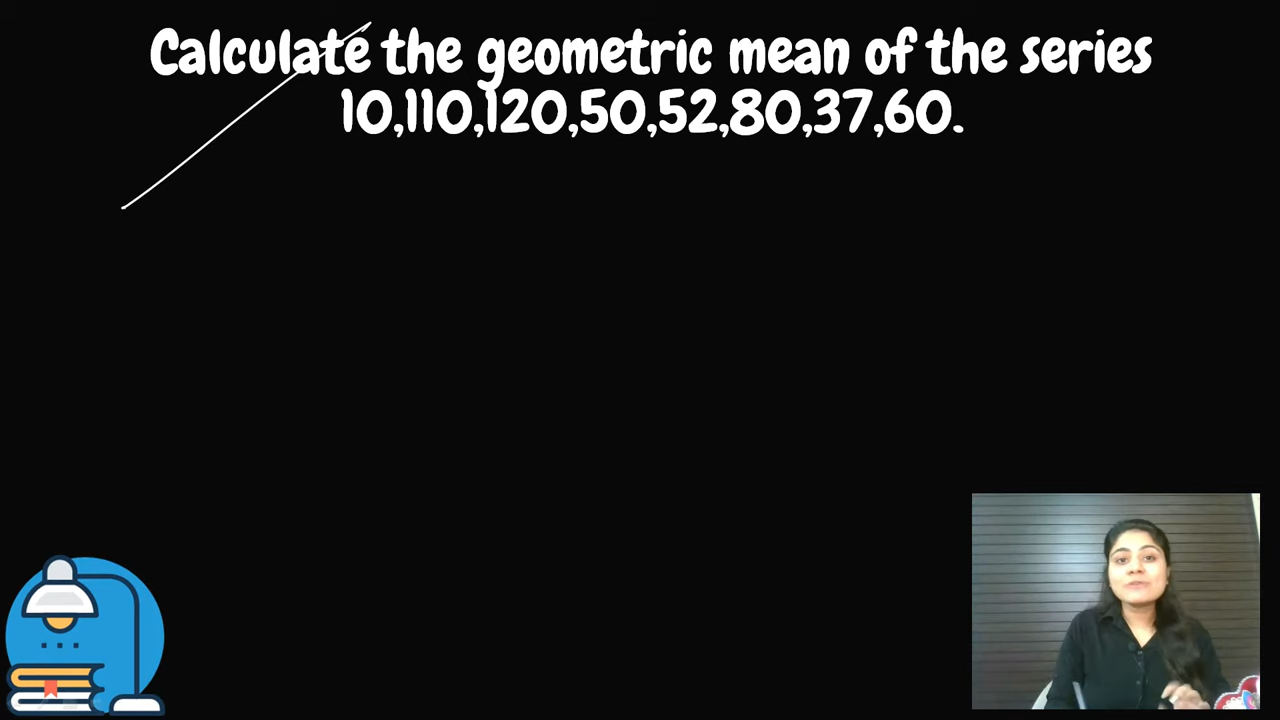 Calculate the geometric mean of the series
10,110,120,50,52,80,37,60.